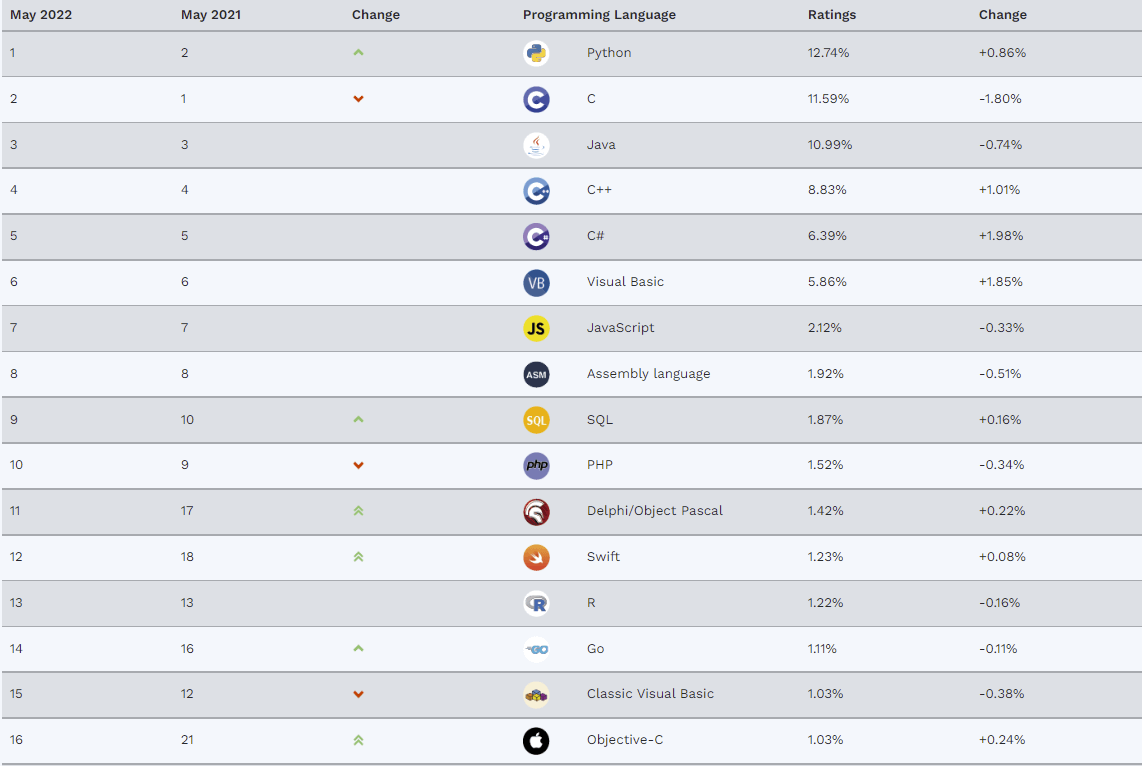 May 2022 May 2021 Change Programming Language Ratings Change
1 2 Python 12.74% +0.86%
2 1 C 11.59% -1.80%
3 3 Java 10.99% -0.74%
4 4 C++ 8.83% +1.01%
5 5 C# 6.39% +1.98%
6 6 VB Visual Basic 5.86% +1.85%
7 7 JS JavaScript 2.12% -0.33%
8 8 ASM Assembly language 1.92% -0.51%
9 10 SQL SQL 1.87% +0.16%
10 9 php PHP 1.52% -0.34%
11 17 Delphi/Object Pascal 1.42% +0.22%
12 18 Swift 1.23% +0.08%
13 13 R R 1.22% -0.16%
14 16 GO Go 1.11% -0.11%
15 12 Classic Visual Basic 1.03% -0.38%
16 21 Objective-C 1.03% +0.24%